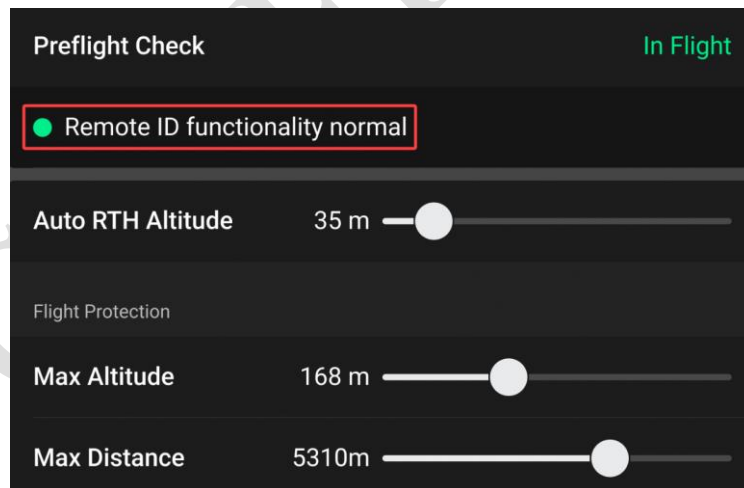 Preflight Check In Flight
Remote ID functionality normal
Auto RTH Altitude 35 m
Flight Protection
Max Altitude 168 m
Max Distance 5310m